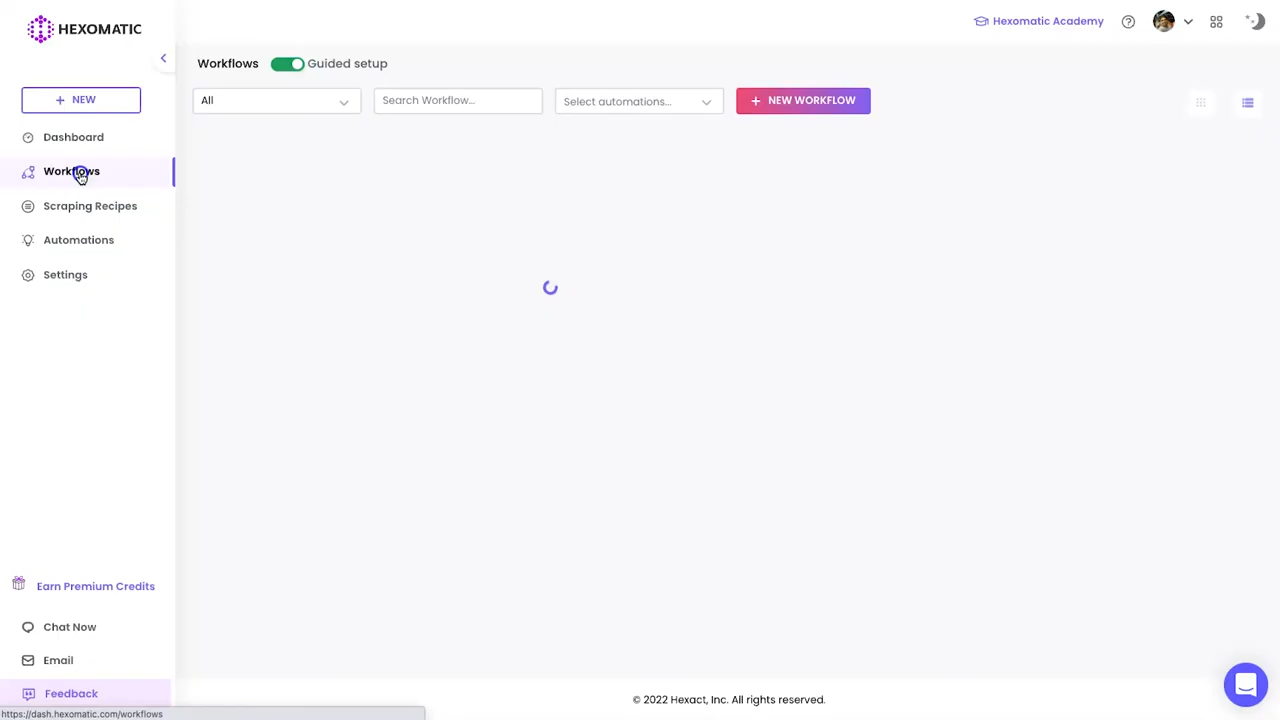 HEXOMATIC
Hexomatic Academy
Workflows
Guided setup
+ NEW
All
Search Workflow...
Select automations...
+ NEW WORKFLOW
Dashboard
Workflows
Scraping Recipes
Automations
Settings
Earn Premium Credits
Chat Now
Email
Feedback
© 2022 Hexact, Inc. All rights reserved.
https://dash.hexomatic.com/workflows